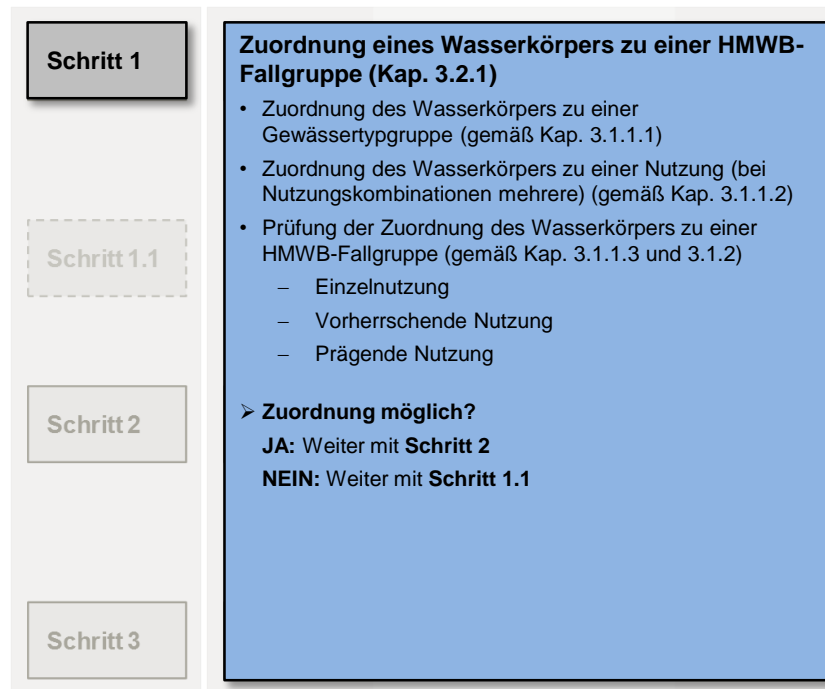 Schritt 1
Schritt 1.1
Schritt 2
Schritt 3
Zuordnung eines Wasserkörpers zu einer HMWB-
Fallgruppe (Kap. 3.2.1)
• Zuordnung des Wasserkörpers zu einer
Gewässertypgruppe (gemäß Kap. 3.1.1.1)
• Zuordnung des Wasserkörpers zu einer Nutzung (bei
Nutzungskombinationen mehrere) (gemäß Kap. 3.1.1.2)
• Prüfung der Zuordnung des Wasserkörpers zu einer
HMWB-Fallgruppe (gemäß Kap. 3.1.1.3 und 3.1.2)
– Einzelnutzung
– Vorherrschende Nutzung
– Prägende Nutzung
➢ Zuordnung möglich?
JA: Weiter mit Schritt 2
NEIN: Weiter mit Schritt 1.1